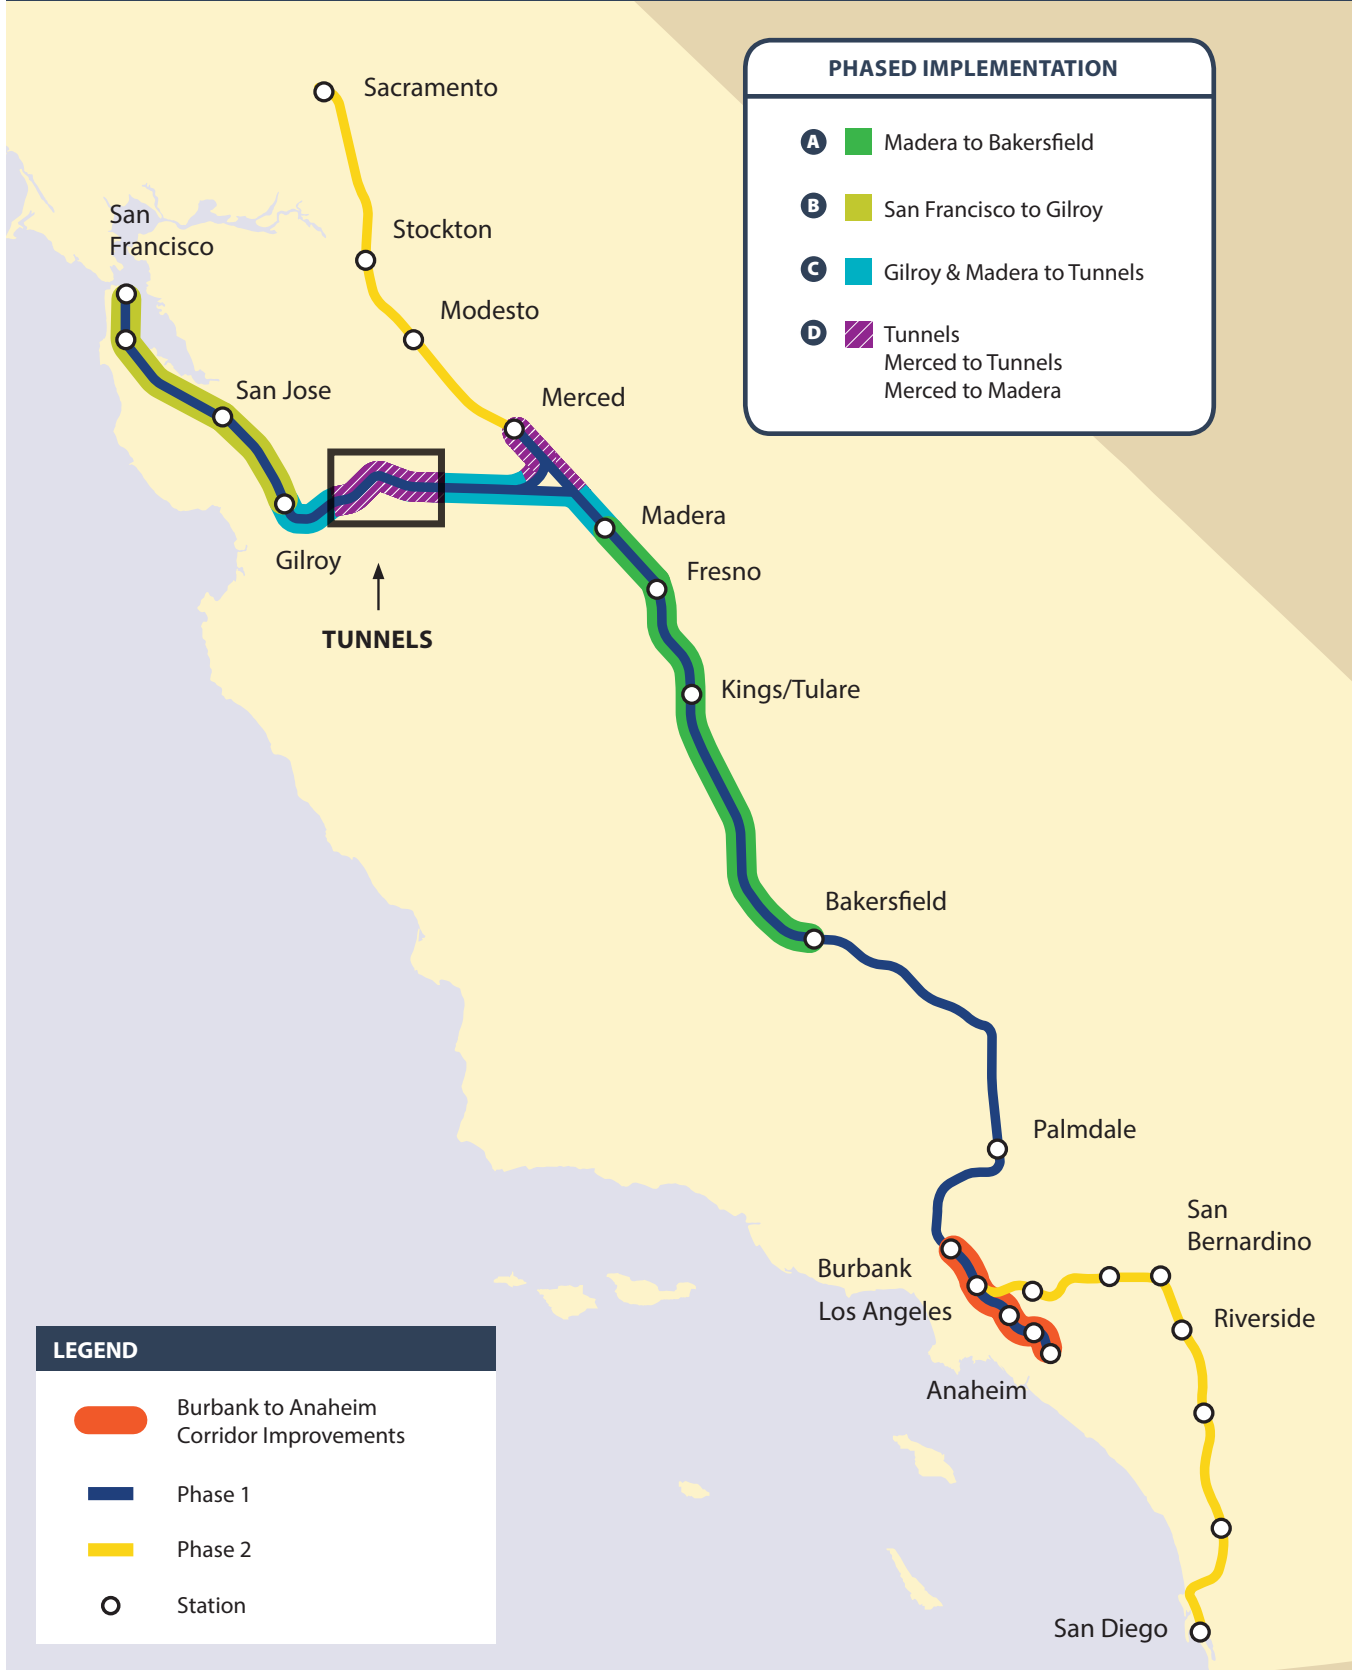 PHASED IMPLEMENTATION
A Madera to Bakersfield
B San Francisco to Gilroy
C Gilroy & Madera to Tunnels
D Tunnels
Merced to Tunnels
Merced to Madera
Sacramento
San
Francisco
Stockton
Modesto
San Jose
Merced
Madera
Gilroy
Fresno
TUNNELS
Kings/Tulare
Bakersfield
Palmdale
San
Bernardino
Burbank
Los Angeles
Riverside
Anaheim
San Diego
LEGEND
Burbank to Anaheim
Corridor Improvements
Phase 1
Phase 2
Station